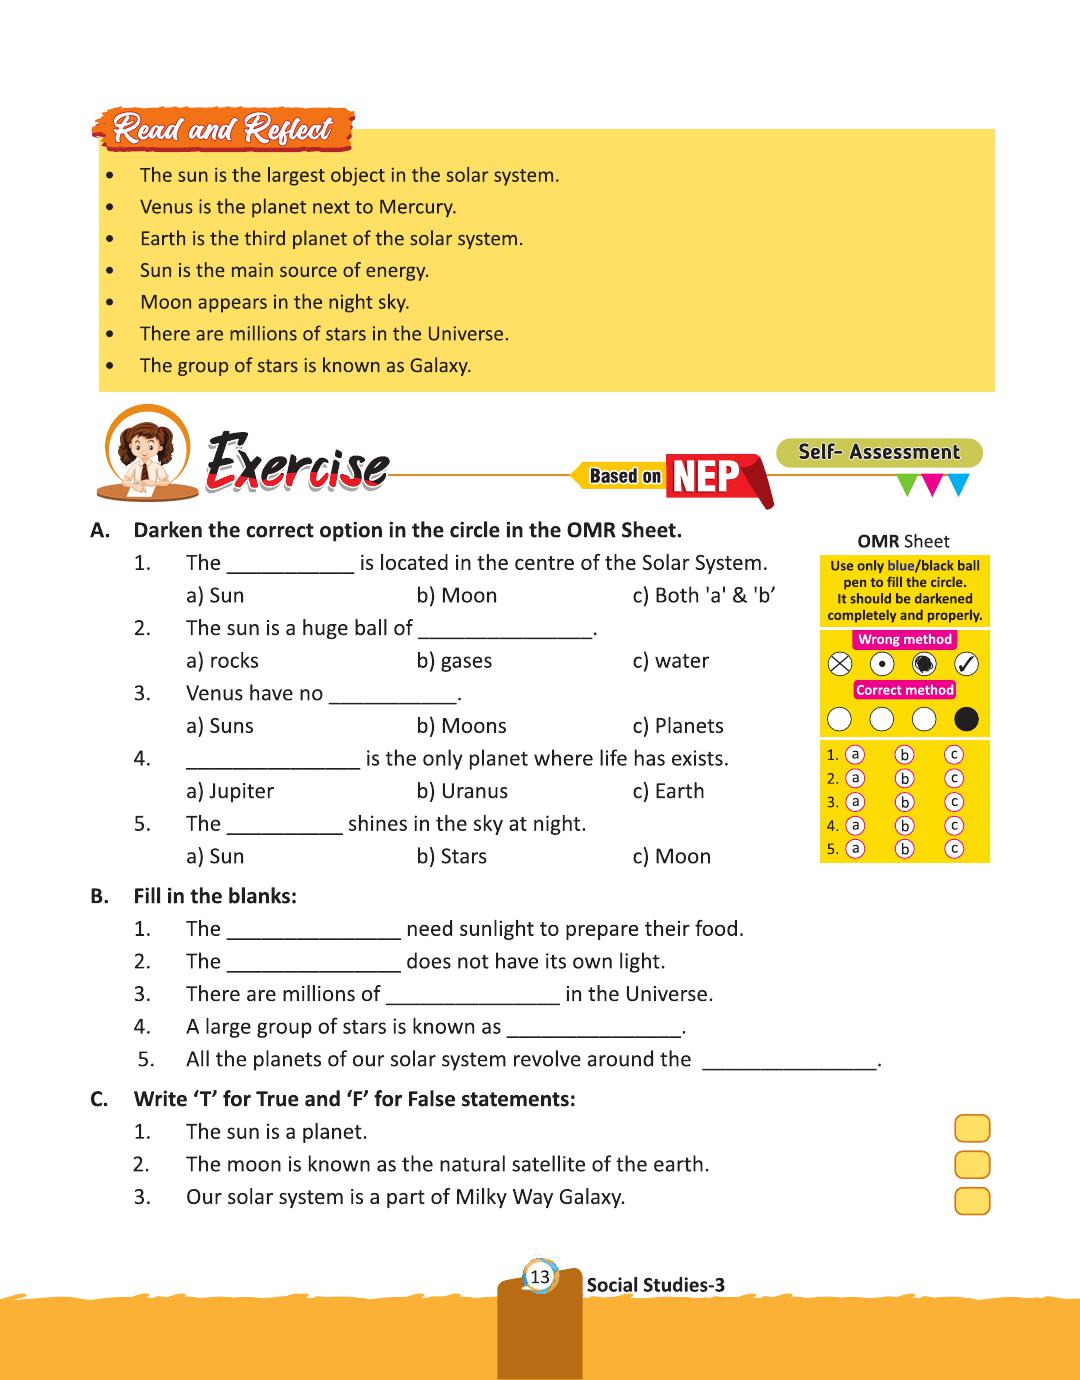 Read and Reflect
• The sun is the largest object in the solar system.
• Venus is the planet next to Mercury.
• Earth is the third planet of the solar system.
• Sun is the main source of energy.
• Moon appears in the night sky.
• There are millions of stars in the Universe.
• The group of stars is known as Galaxy.
Exercise
Based on NEP
Self- Assessment
A. Darken the correct option in the circle in the OMR Sheet.
1. The ___________ is located in the centre of the Solar System.
a) Sun b) Moon c) Both 'a' & 'b’
2. The sun is a huge ball of _______________.
a) rocks b) gases c) water
3. Venus have no ___________.
a) Suns b) Moons c) Planets
4. _______________ is the only planet where life has exists.
a) Jupiter b) Uranus c) Earth
5. The __________ shines in the sky at night.
a) Sun b) Stars c) Moon
OMR Sheet
Use only blue/black ball
pen to fill the circle.
It should be darkened
completely and properly.
Wrong method
Correct method
1. a b c
2. a b c
3. a b c
4. a b c
5. a b c
B. Fill in the blanks:
1. The _______________ need sunlight to prepare their food.
2. The _______________ does not have its own light.
3. There are millions of _______________ in the Universe.
4. A large group of stars is known as _______________.
5. All the planets of our solar system revolve around the _______________.
C. Write ‘T’ for True and ‘F’ for False statements:
1. The sun is a planet.
2. The moon is known as the natural satellite of the earth.
3. Our solar system is a part of Milky Way Galaxy.
13
Social Studies-3